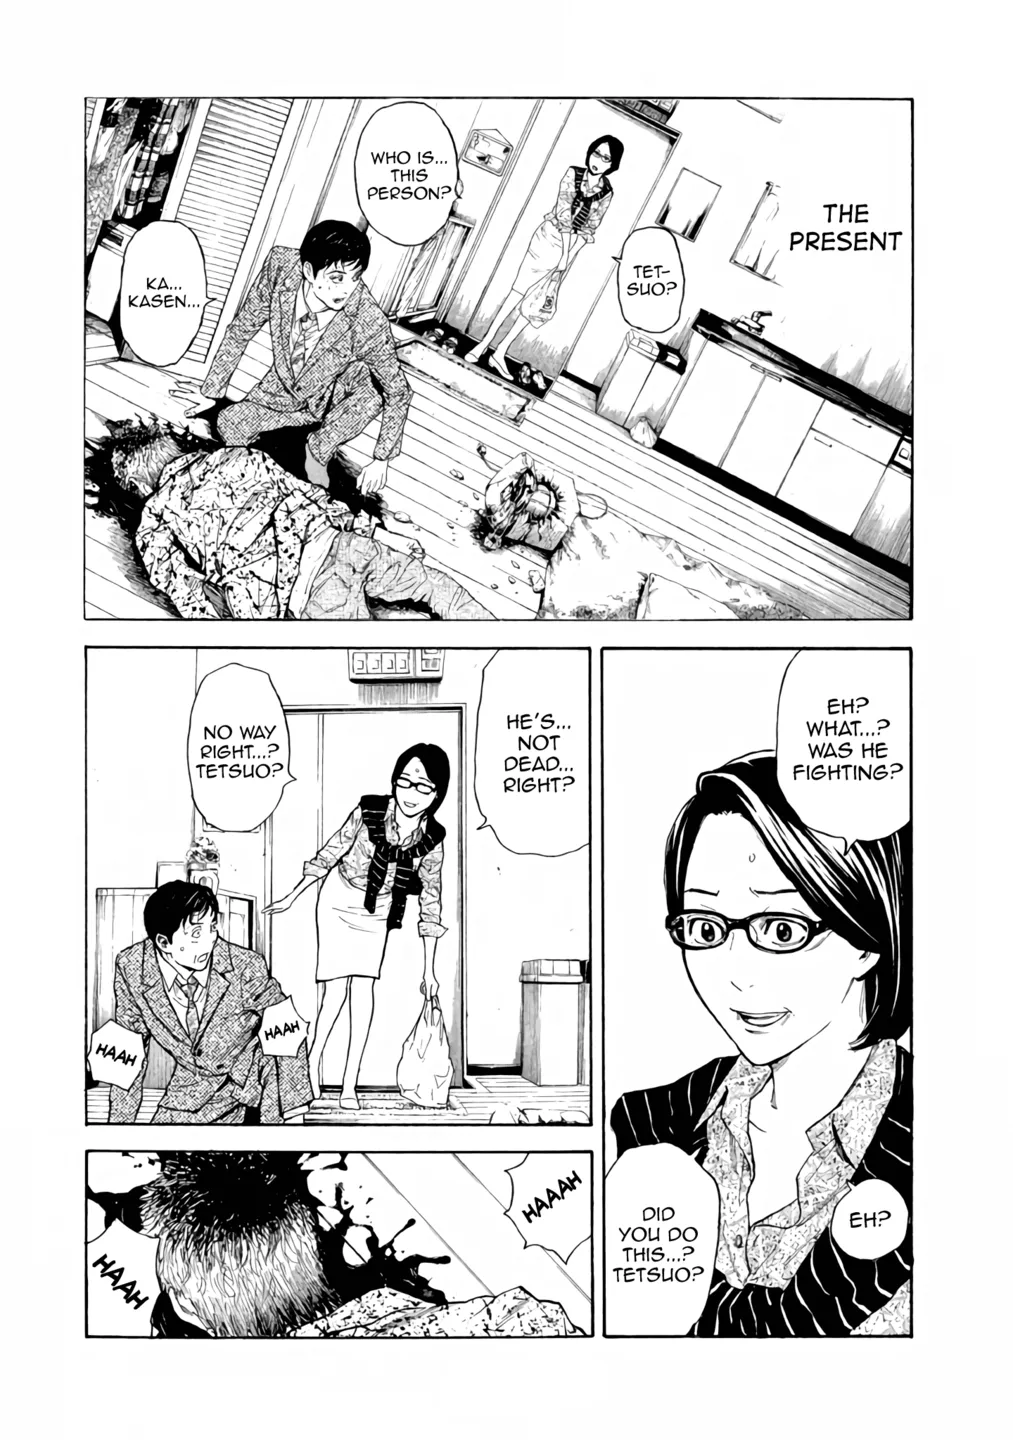 THE
PRESENT
TET-
SUO?
WHO IS...
THIS
PERSON?
KA...
KASEN...
EH?
WHAT...?
WAS HE
FIGHTING?
DID
YOU DO
THIS...?
TETSUO?
EH?
HE'S...
NOT
DEAD...
RIGHT?
NO WAY
RIGHT...?
TETSUO?
HAAH
HAAH
HAAAH
HAAH